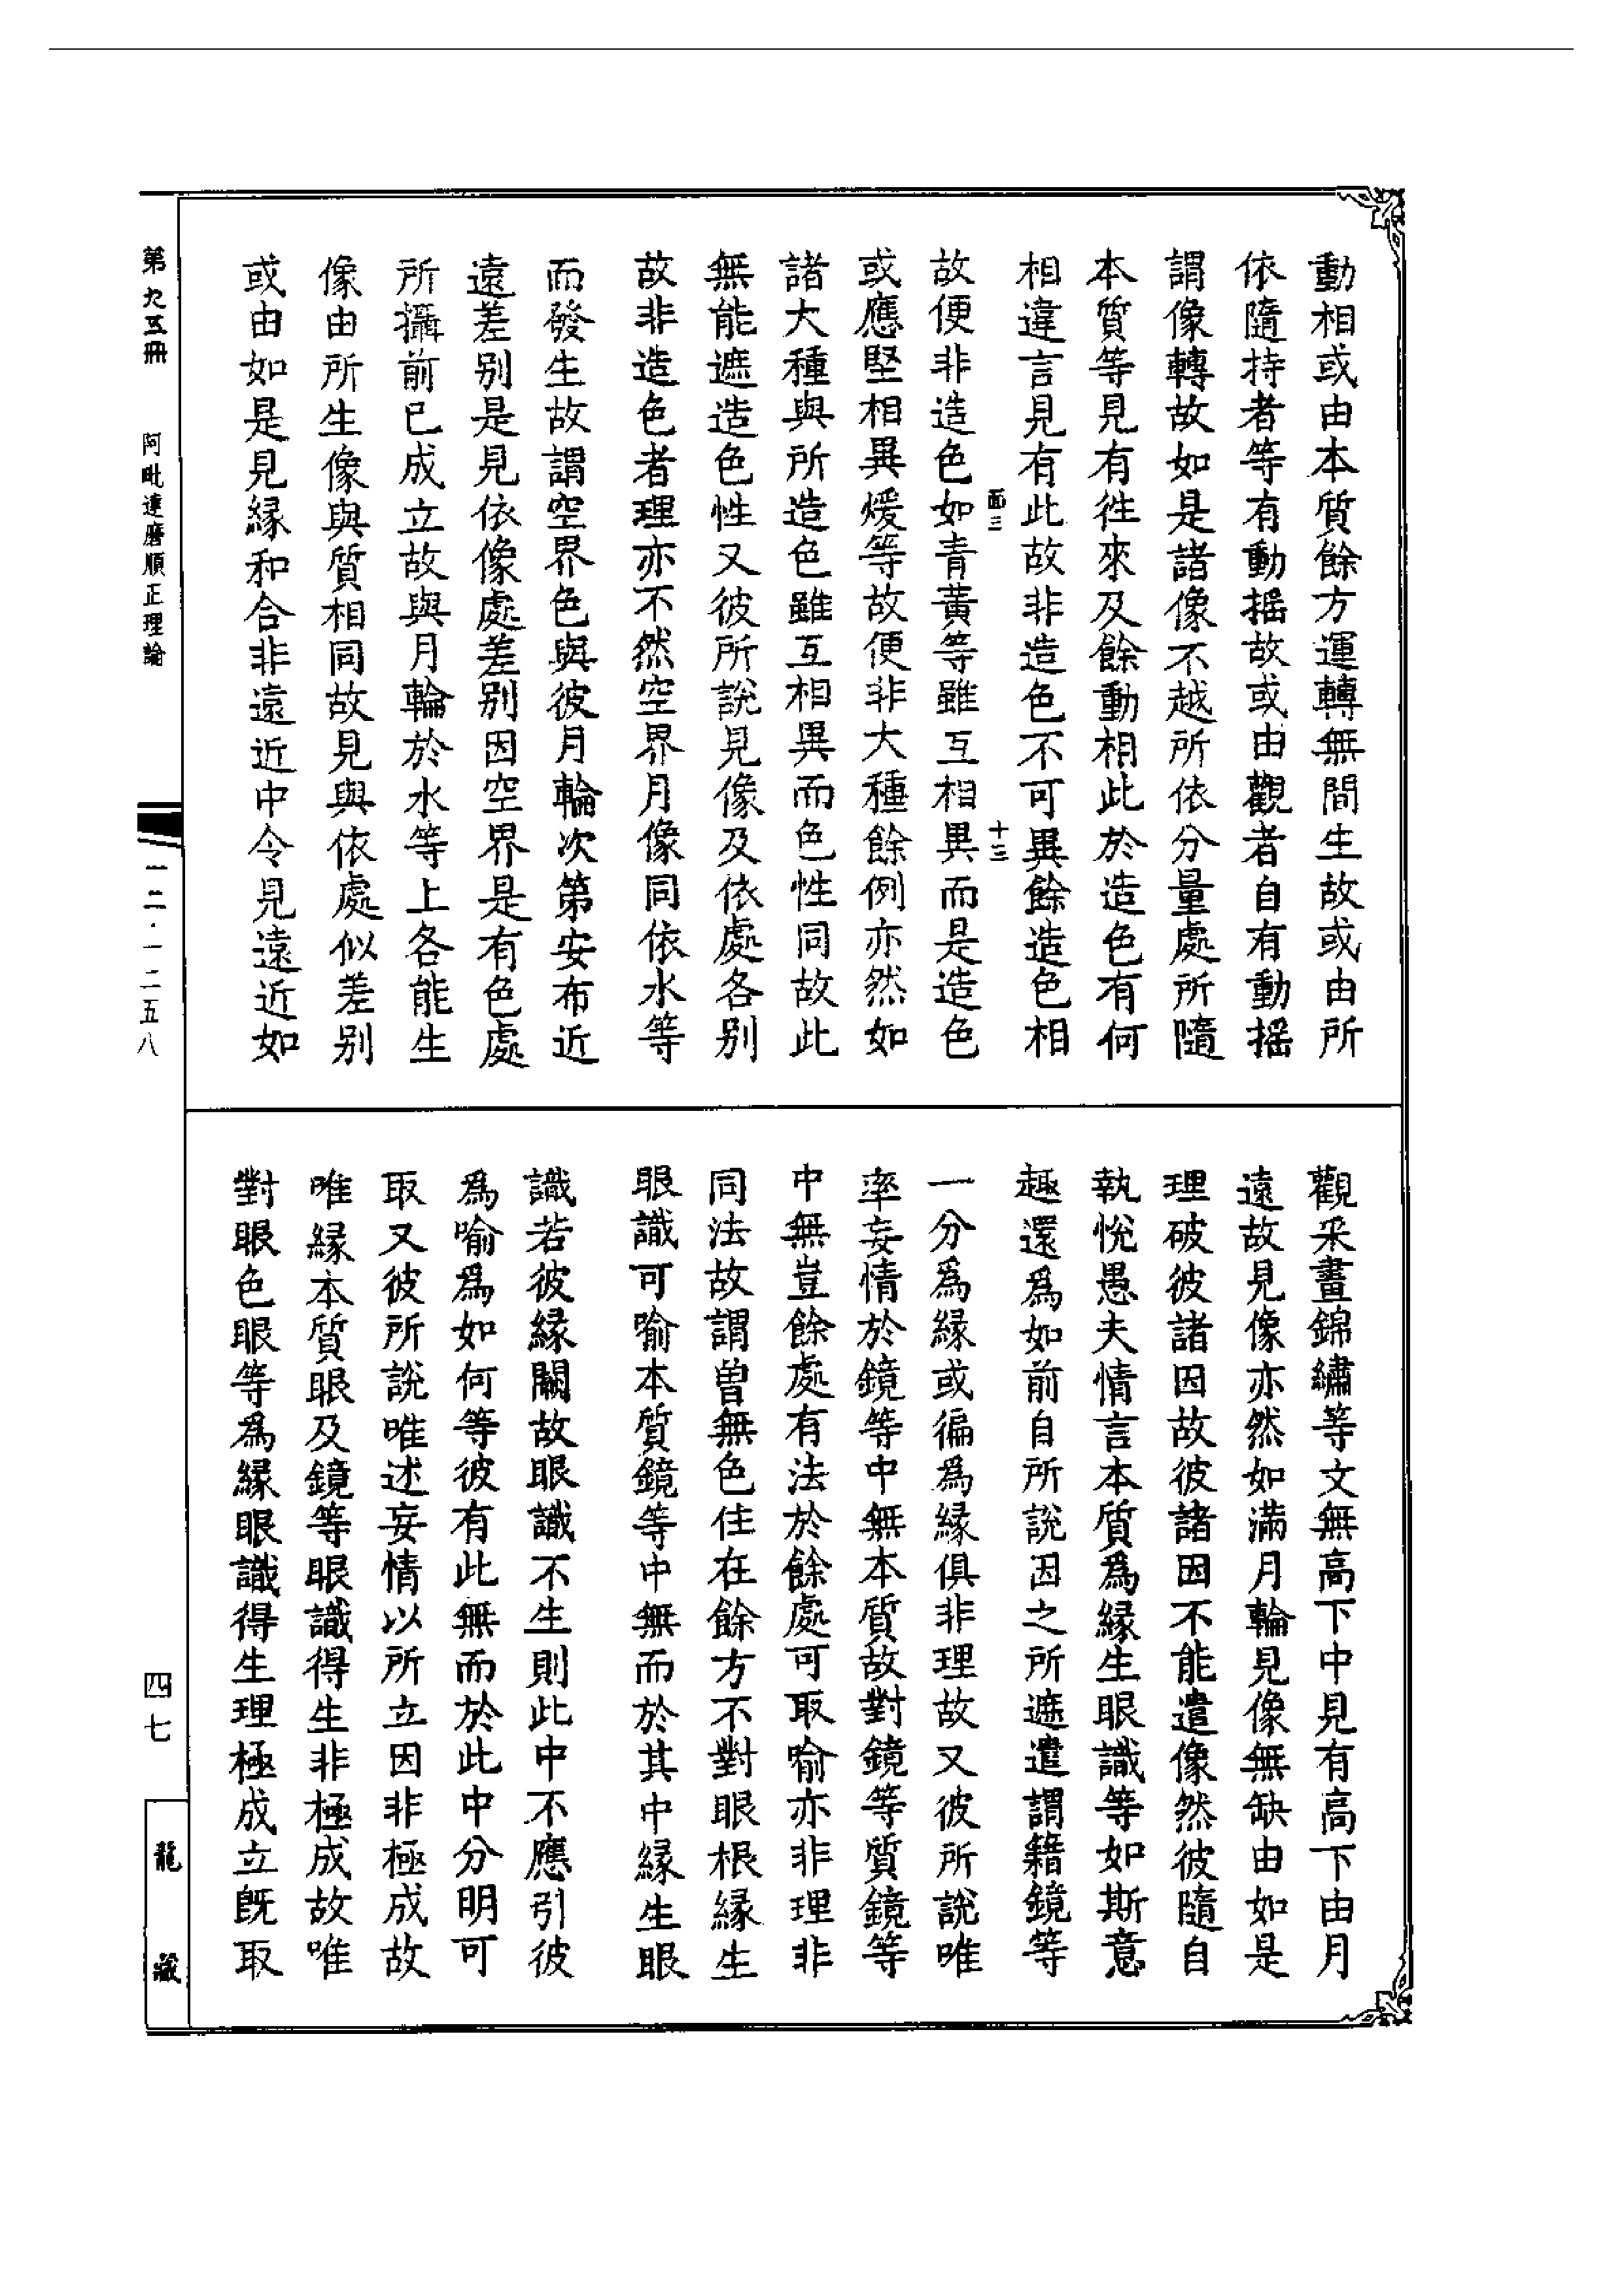 動相或由本質餘方運轉無間生故或由所
依隨持者等有動搖故或由觀者自有動搖
謂像轉故如是諸像不越所依分量處所隨
本質等見有徃來及餘動相此於造色有何
相違言見有此故非造色不可異餘造色相
面三
十三
故便非造色如青黃等雖互相異而是造色
或應堅相異煖等故便非大種餘例亦然如
諸大種與所造色雖互相異而色性同故此
無能遮造色性又彼所說見像及依處各別
故非造色者理亦不然空界月像同依水等
而發生故謂空界色與彼月輪次第安布近
遠差別是見依像處差別因空界是有色處
所攝前已成立故與月輪於水等上各能生
像由所生像與質相同故見與依處似差別
或由如是見緣和合非遠近中令見遠近如
觀采畫錦繡等文無高下中見有高下由月
遠故見像亦然如滿月輪見像無缺由如是
理破彼諸因故彼諸因不能遣像然彼隨自
執恱愚夫情言本質爲緣生眼識等如斯意
趣還爲如前自所說因之所遮遣謂籍鏡等
一分爲緣或徧爲緣俱非理故又彼所說唯
率妄情於鏡等中無本質故對鏡等質鏡等
中無豈餘處有法於餘處可取喻亦非理非
同法故謂曾無色住在餘方不對眼根緣生
眼識可喻本質鏡等中無而於其中緣生眼
識若彼緣闕故眼識不生則此中不應引彼
爲喻爲如何等彼有此無而於此中分明可
取又彼所說唯述妄情以所立因非極成故
唯緣本質眼及鏡等眼識得生非極成故唯
對眼色眼等爲緣眼識得生理極成立旣取
第九五冊
阿毗達磨順正理論
一二·一二五八
四七
龍藏